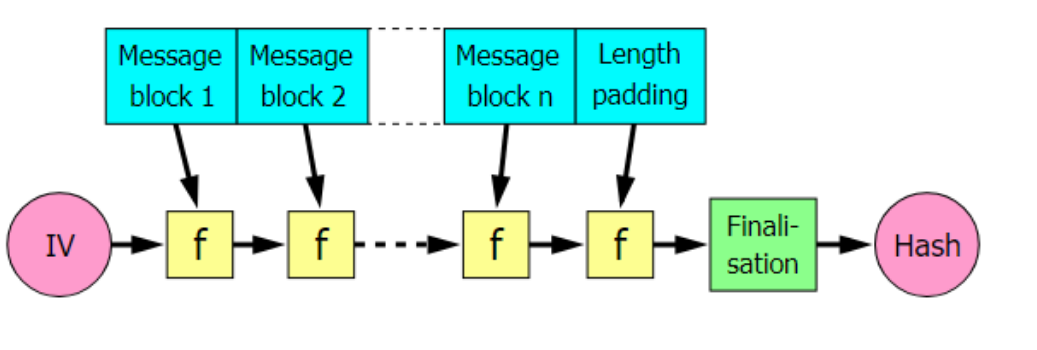 Message
block 1
Message
block 2
Message
block n
Length
padding
IV
f
f
f
f
Finali-
sation
Hash